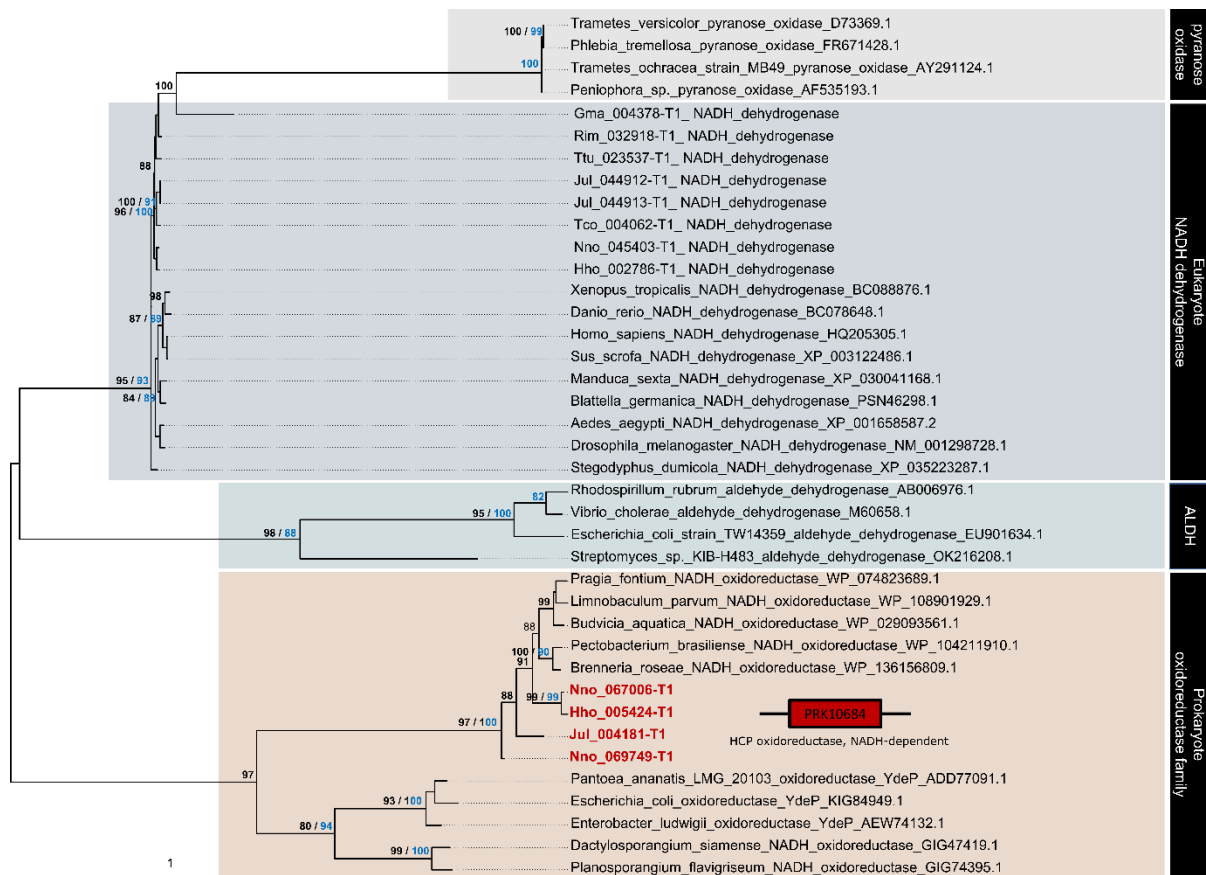 Trametes_versicolor_pyranose_oxidase_D73369.1
100 / 99
Phlebia_tremellosa_pyranose_oxidase_FR671428.1
100
Trametes_ochracea_strain_MB49_pyranose_oxidase_AY291124.1
Peniophora_sp._pyranose_oxidase_AF535193.1
pyranose
oxidase
100
Gma_004378-T1_ NADH_dehydrogenase
Rim_032918-T1_ NADH_dehydrogenase
88
Ttu_023537-T1_ NADH_dehydrogenase
Jul_044912-T1_ NADH_dehydrogenase
100 / 91
Jul_044913-T1_ NADH_dehydrogenase
96 / 100
Tco_004062-T1_ NADH_dehydrogenase
Nno_045403-T1_ NADH_dehydrogenase
Hho_002786-T1_ NADH_dehydrogenase
98
Xenopus_tropicalis_NADH_dehydrogenase_BC088876.1
87 / 89
Danio_rerio_NADH_dehydrogenase_BC078648.1
Homo_sapiens_NADH_dehydrogenase_HQ205305.1
Sus_scrofa_NADH_dehydrogenase_XP_003122486.1
95 / 93
Manduca_sexta_NADH_dehydrogenase_XP_030041168.1
84 / 89
Blattella_germanica_NADH_dehydrogenase_PSN46298.1
Aedes_aegypti_NADH_dehydrogenase_XP_001658587.2
Drosophila_melanogaster_NADH_dehydrogenase_NM_001298728.1
Stegodyphus_dumicola_NADH_dehydrogenase_XP_035223287.1
Eukaryote
NADH dehydrogenase
82
Rhodospirillum_rubrum_aldehyde_dehydrogenase_AB006976.1
95 / 100
Vibrio_cholerae_aldehyde_dehydrogenase_M60658.1
98 / 88
Escherichia_coli_strain_TW14359_aldehyde_dehydrogenase_EU901634.1
Streptomyces_sp._KIB-H483_aldehyde_dehydrogenase_OK216208.1
ALDH
Pragia_fontium_NADH_oxidoreductase_WP_074823689.1
99
Limnobaculum_parvum_NADH_oxidoreductase_WP_108901929.1
88
Budvicia_aquatica_NADH_oxidoreductase_WP_029093561.1
100 / 90
Pectobacterium_brasiliense_NADH_oxidoreductase_WP_104211910.1
91
Brenneria_roseae_NADH_oxidoreductase_WP_136156809.1
88
99 / 99
Nno_067006-T1
Hho_005424-T1
97 / 100
Jul_004181-T1
Nno_069749-T1
PRK10684
HCP oxidoreductase, NADH-dependent
97
Pantoea_ananatis_LMG_20103_oxidoreductase_YdeP_ADD77091.1
93 / 100
Escherichia_coli_oxidoreductase_YdeP_KIG84949.1
80 / 94
Enterobacter_ludwigii_oxidoreductase_YdeP_AEW74132.1
99 / 100
Dactylosporangium_siamense_NADH_oxidoreductase_GIG47419.1
Planosporangium_flavigriseum_NADH_oxidoreductase_GIG74395.1
Prokaryote
oxidoreductase family
1